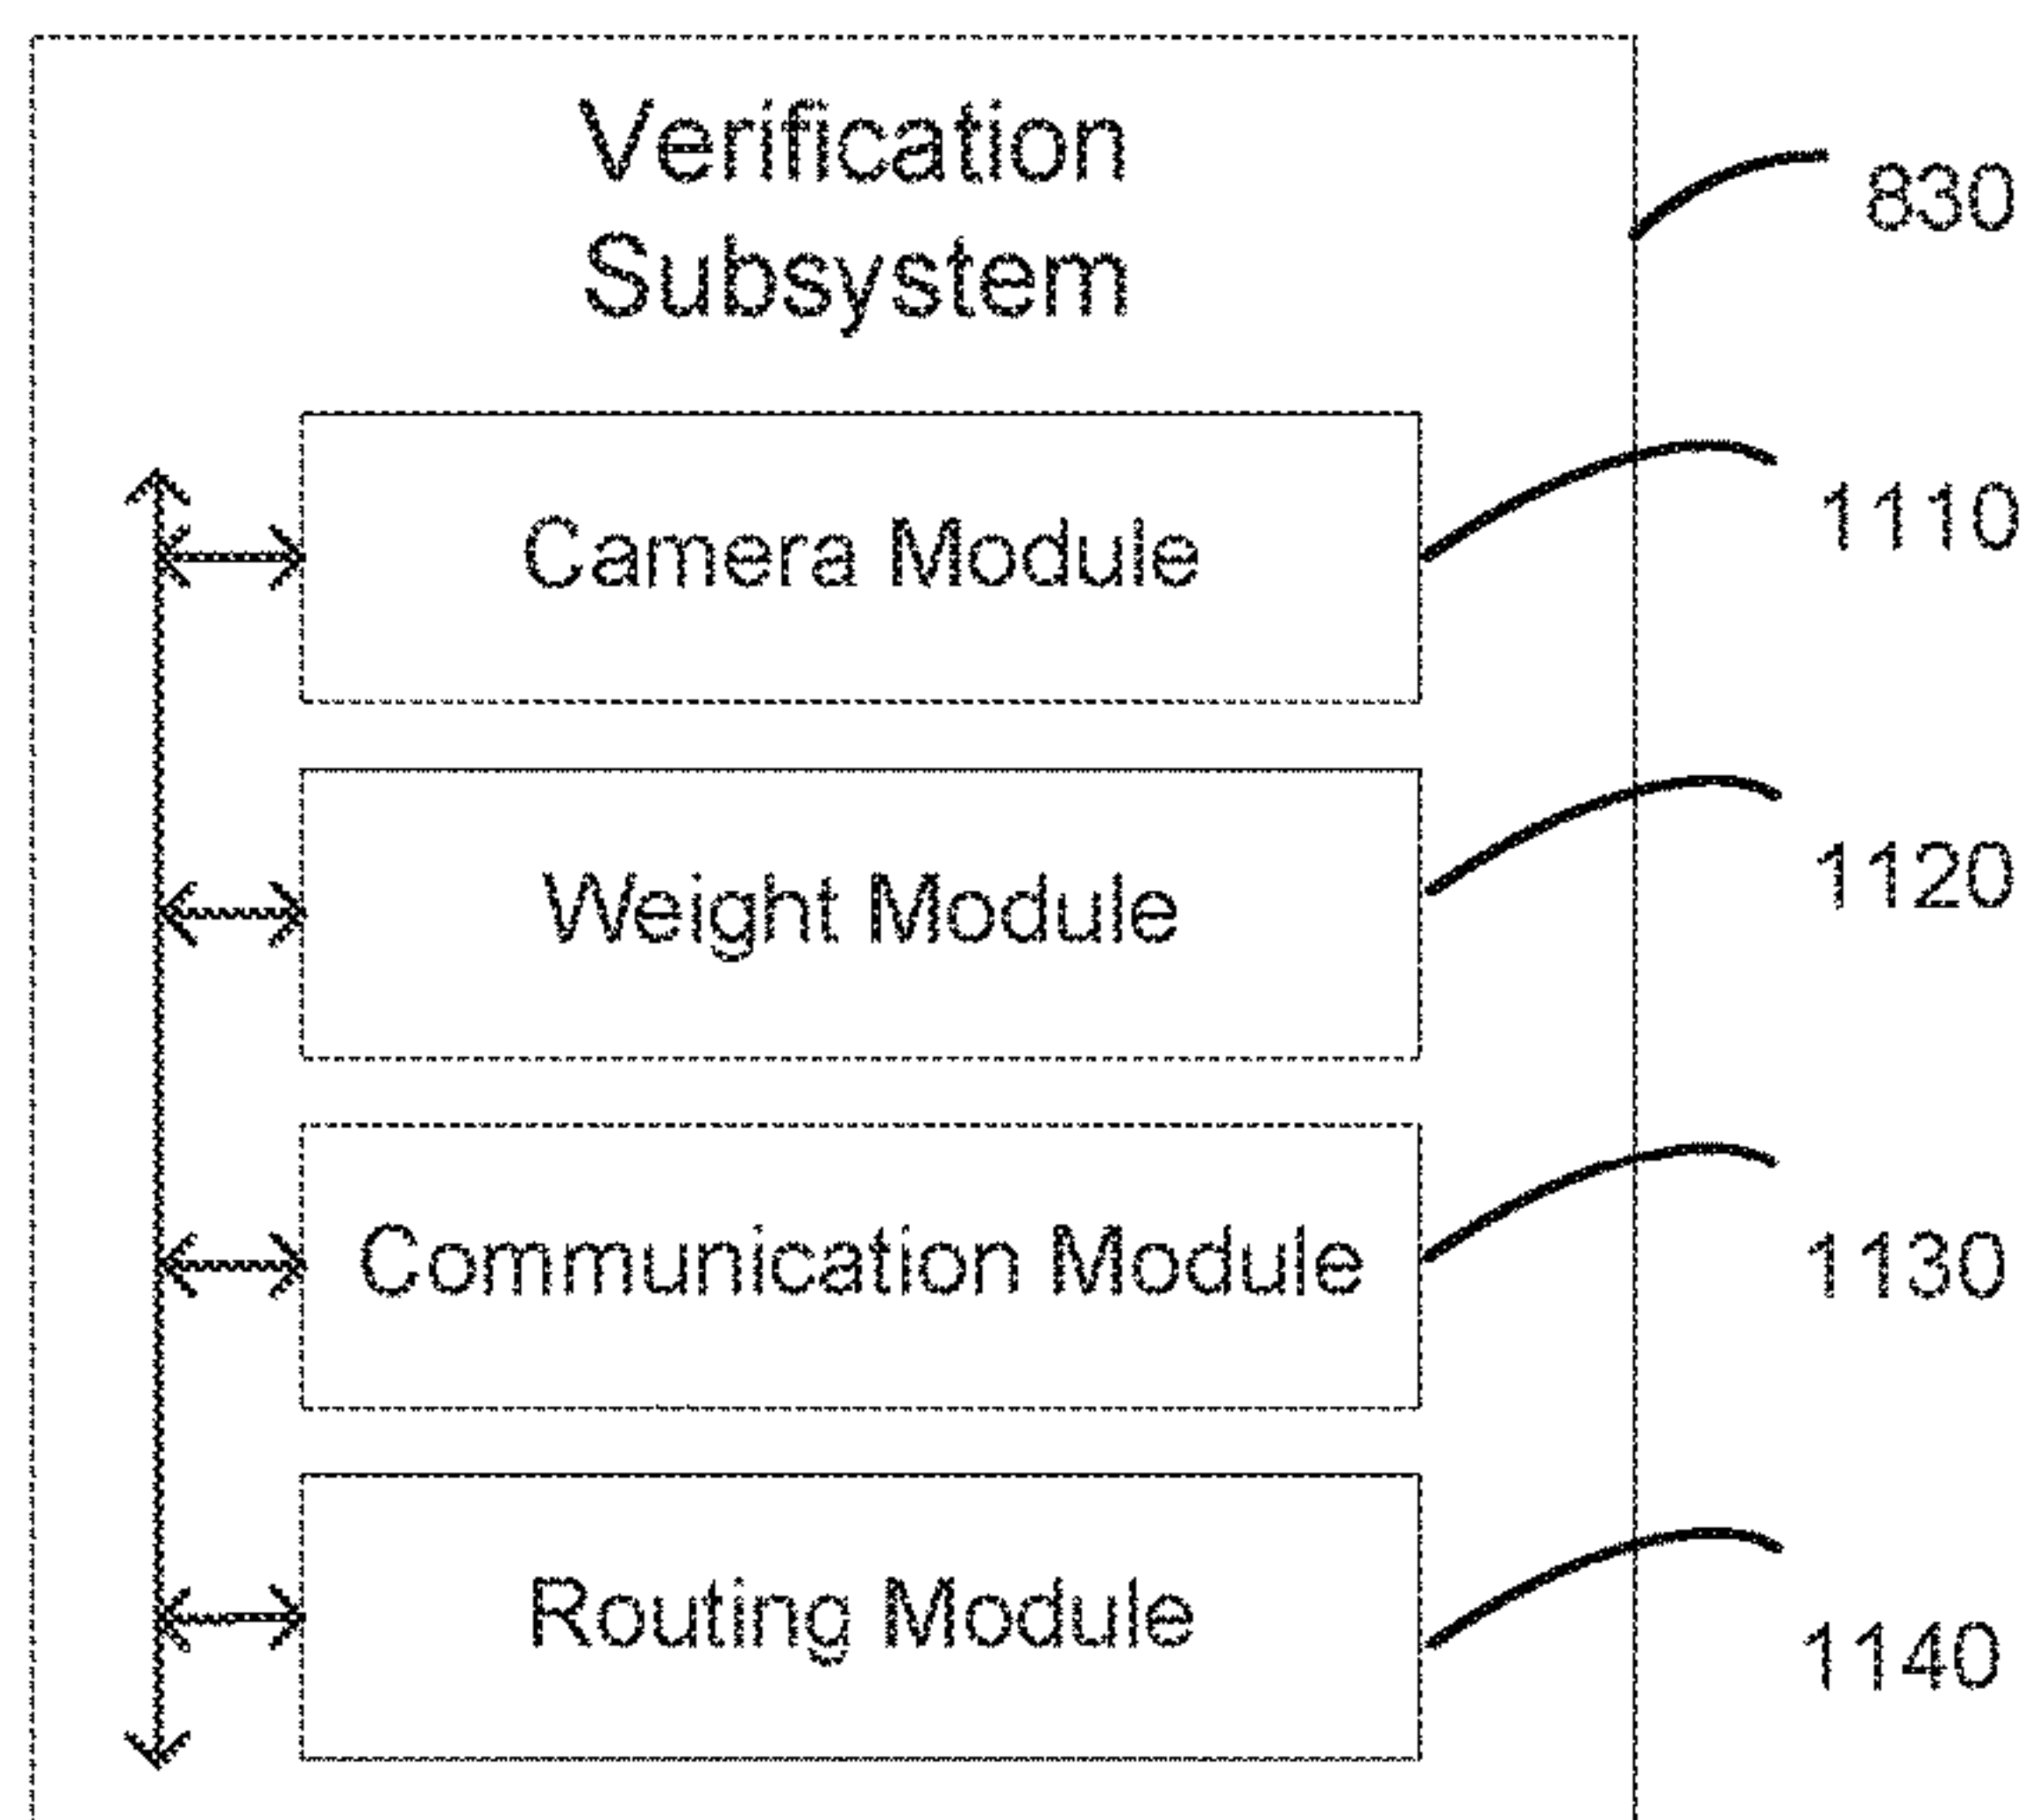 Verification
Subsystem
830
Camera Module
1110
Weight Module
1120
Communication Module
1130
Routing Module
1140